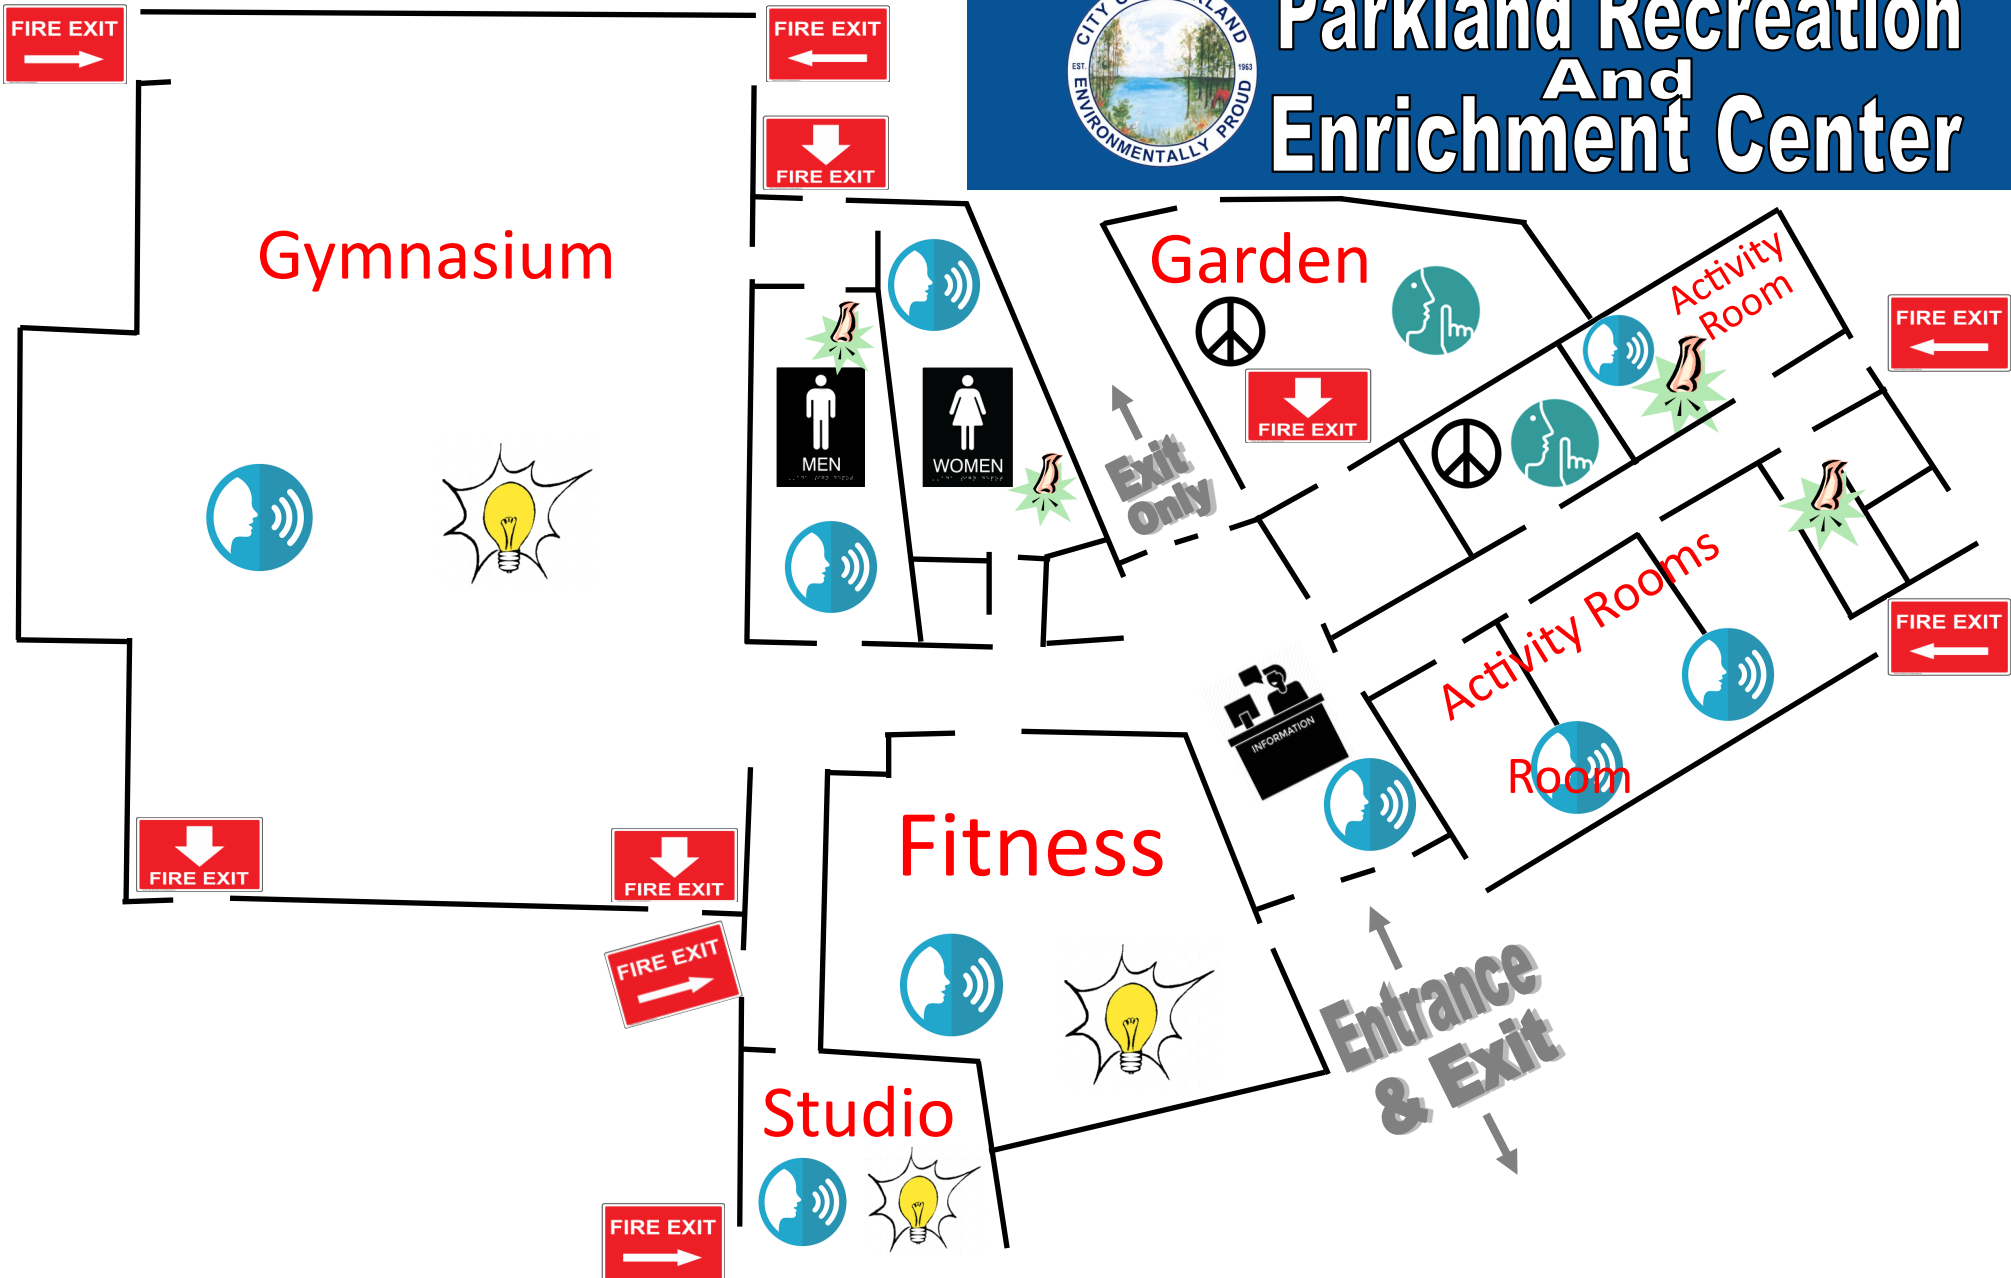 FIRE EXIT
FIRE EXIT
CITY OF PARKLAND
EST.
1963
ENVIRONMENTALLY PROUD
Parkland Recreation
And
Enrichment Center
FIRE EXIT
Gymnasium
Garden
Activity
Room
FIRE EXIT
FIRE EXIT
MEN
WOMEN
Exit
Only
Activity Rooms
FIRE EXIT
INFORMATION
Room
Fitness
FIRE EXIT
FIRE EXIT
FIRE EXIT
Entrance
& Exit
Studio
FIRE EXIT